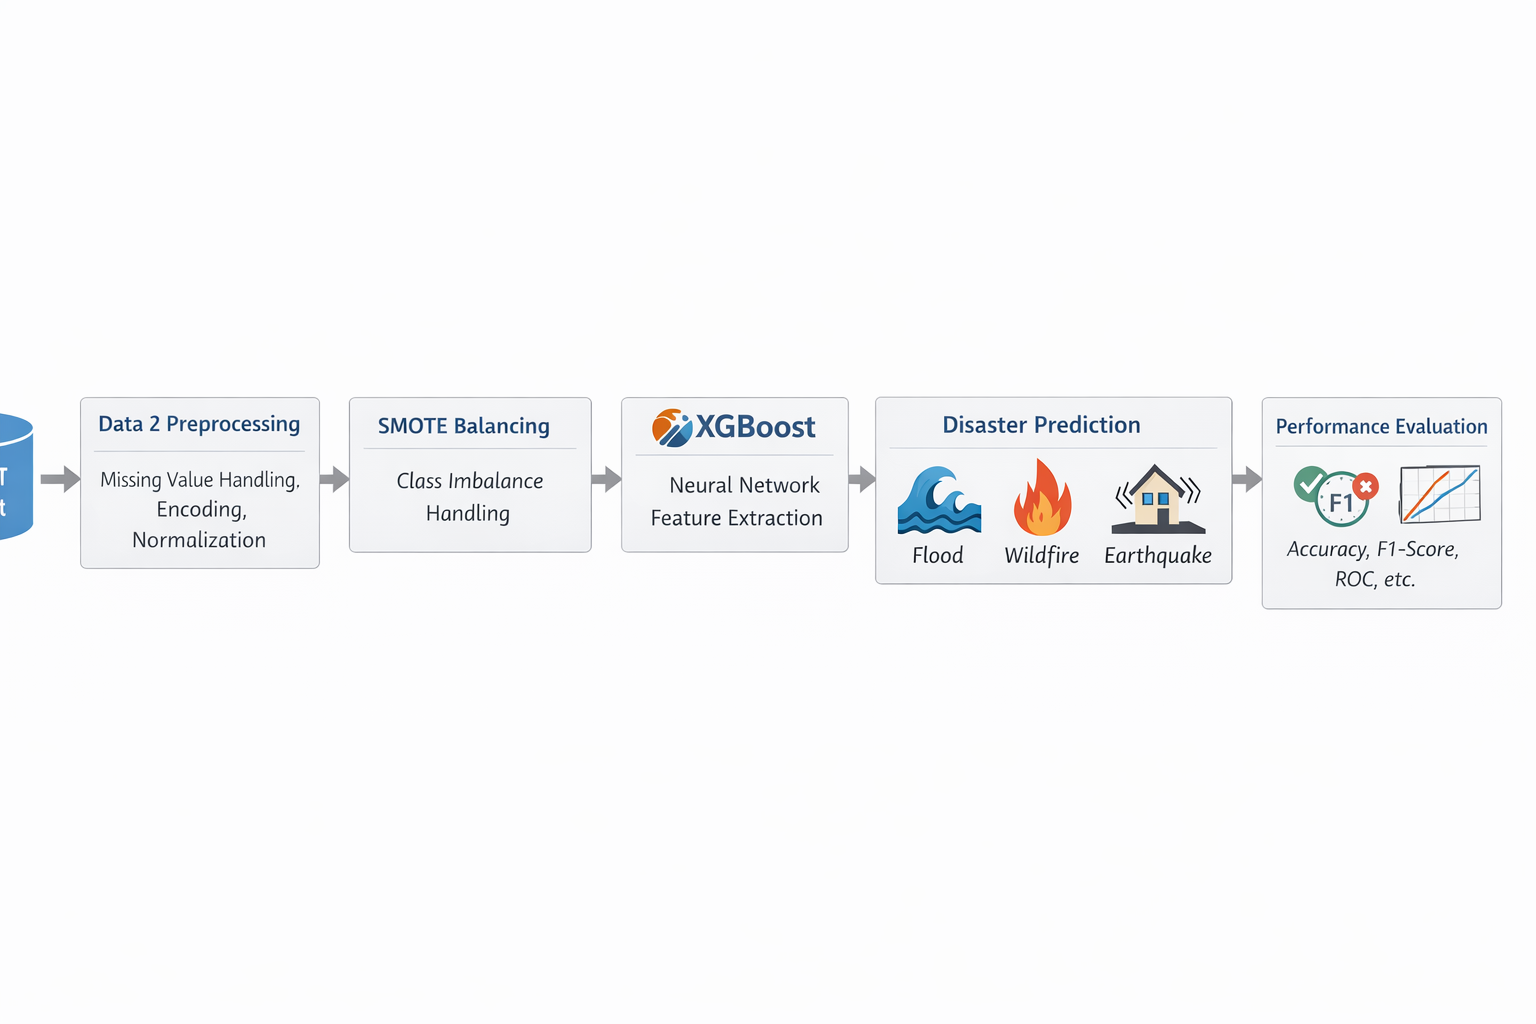 T
t
Data 2 Preprocessing
Missing Value Handling,
Encoding,
Normalization
SMOTE Balancing
Class Imbalance
Handling
XGBoost
Neural Network
Feature Extraction
Disaster Prediction
Flood
Wildfire
Earthquake
Performance Evaluation
F1
Accuracy, F1-Score,
ROC, etc.